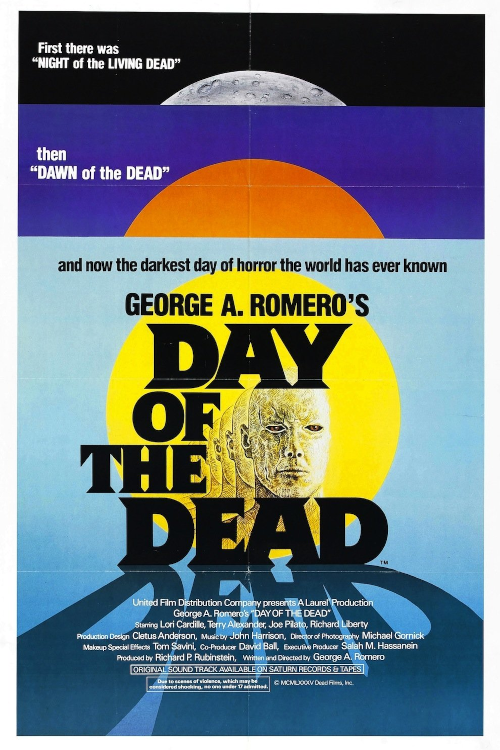 First there was
“NIGHT of the LIVING DEAD”
then
“DAWN of the DEAD”
and now the darkest day of horror the world has ever known
GEORGE A. ROMERO’S
DAY
OF
THE
DEAD
TM
United Film Distribution Company presents A Laurel Production
George A. Romero's "DAY OF THE DEAD"
Starring Lori Cardille, Terry Alexander, Joe Pilato, Richard Liberty
Production Design Cletus Anderson, Music by John Harrison, Director of Photography Michael Gornick
Makeup Special Effects Tom Savini, Co-Producer David Ball, Executive Producer Salah M. Hassanein
Produced by Richard P. Rubinstein, Written and Directed by George A. Romero
ORIGINAL SOUND TRACK AVAILABLE ON SATURN RECORDS & TAPES
Due to scenes of violence, which may be
considered shocking, no one under 17 admitted.
© MCMLXXXV Dead Films, Inc.